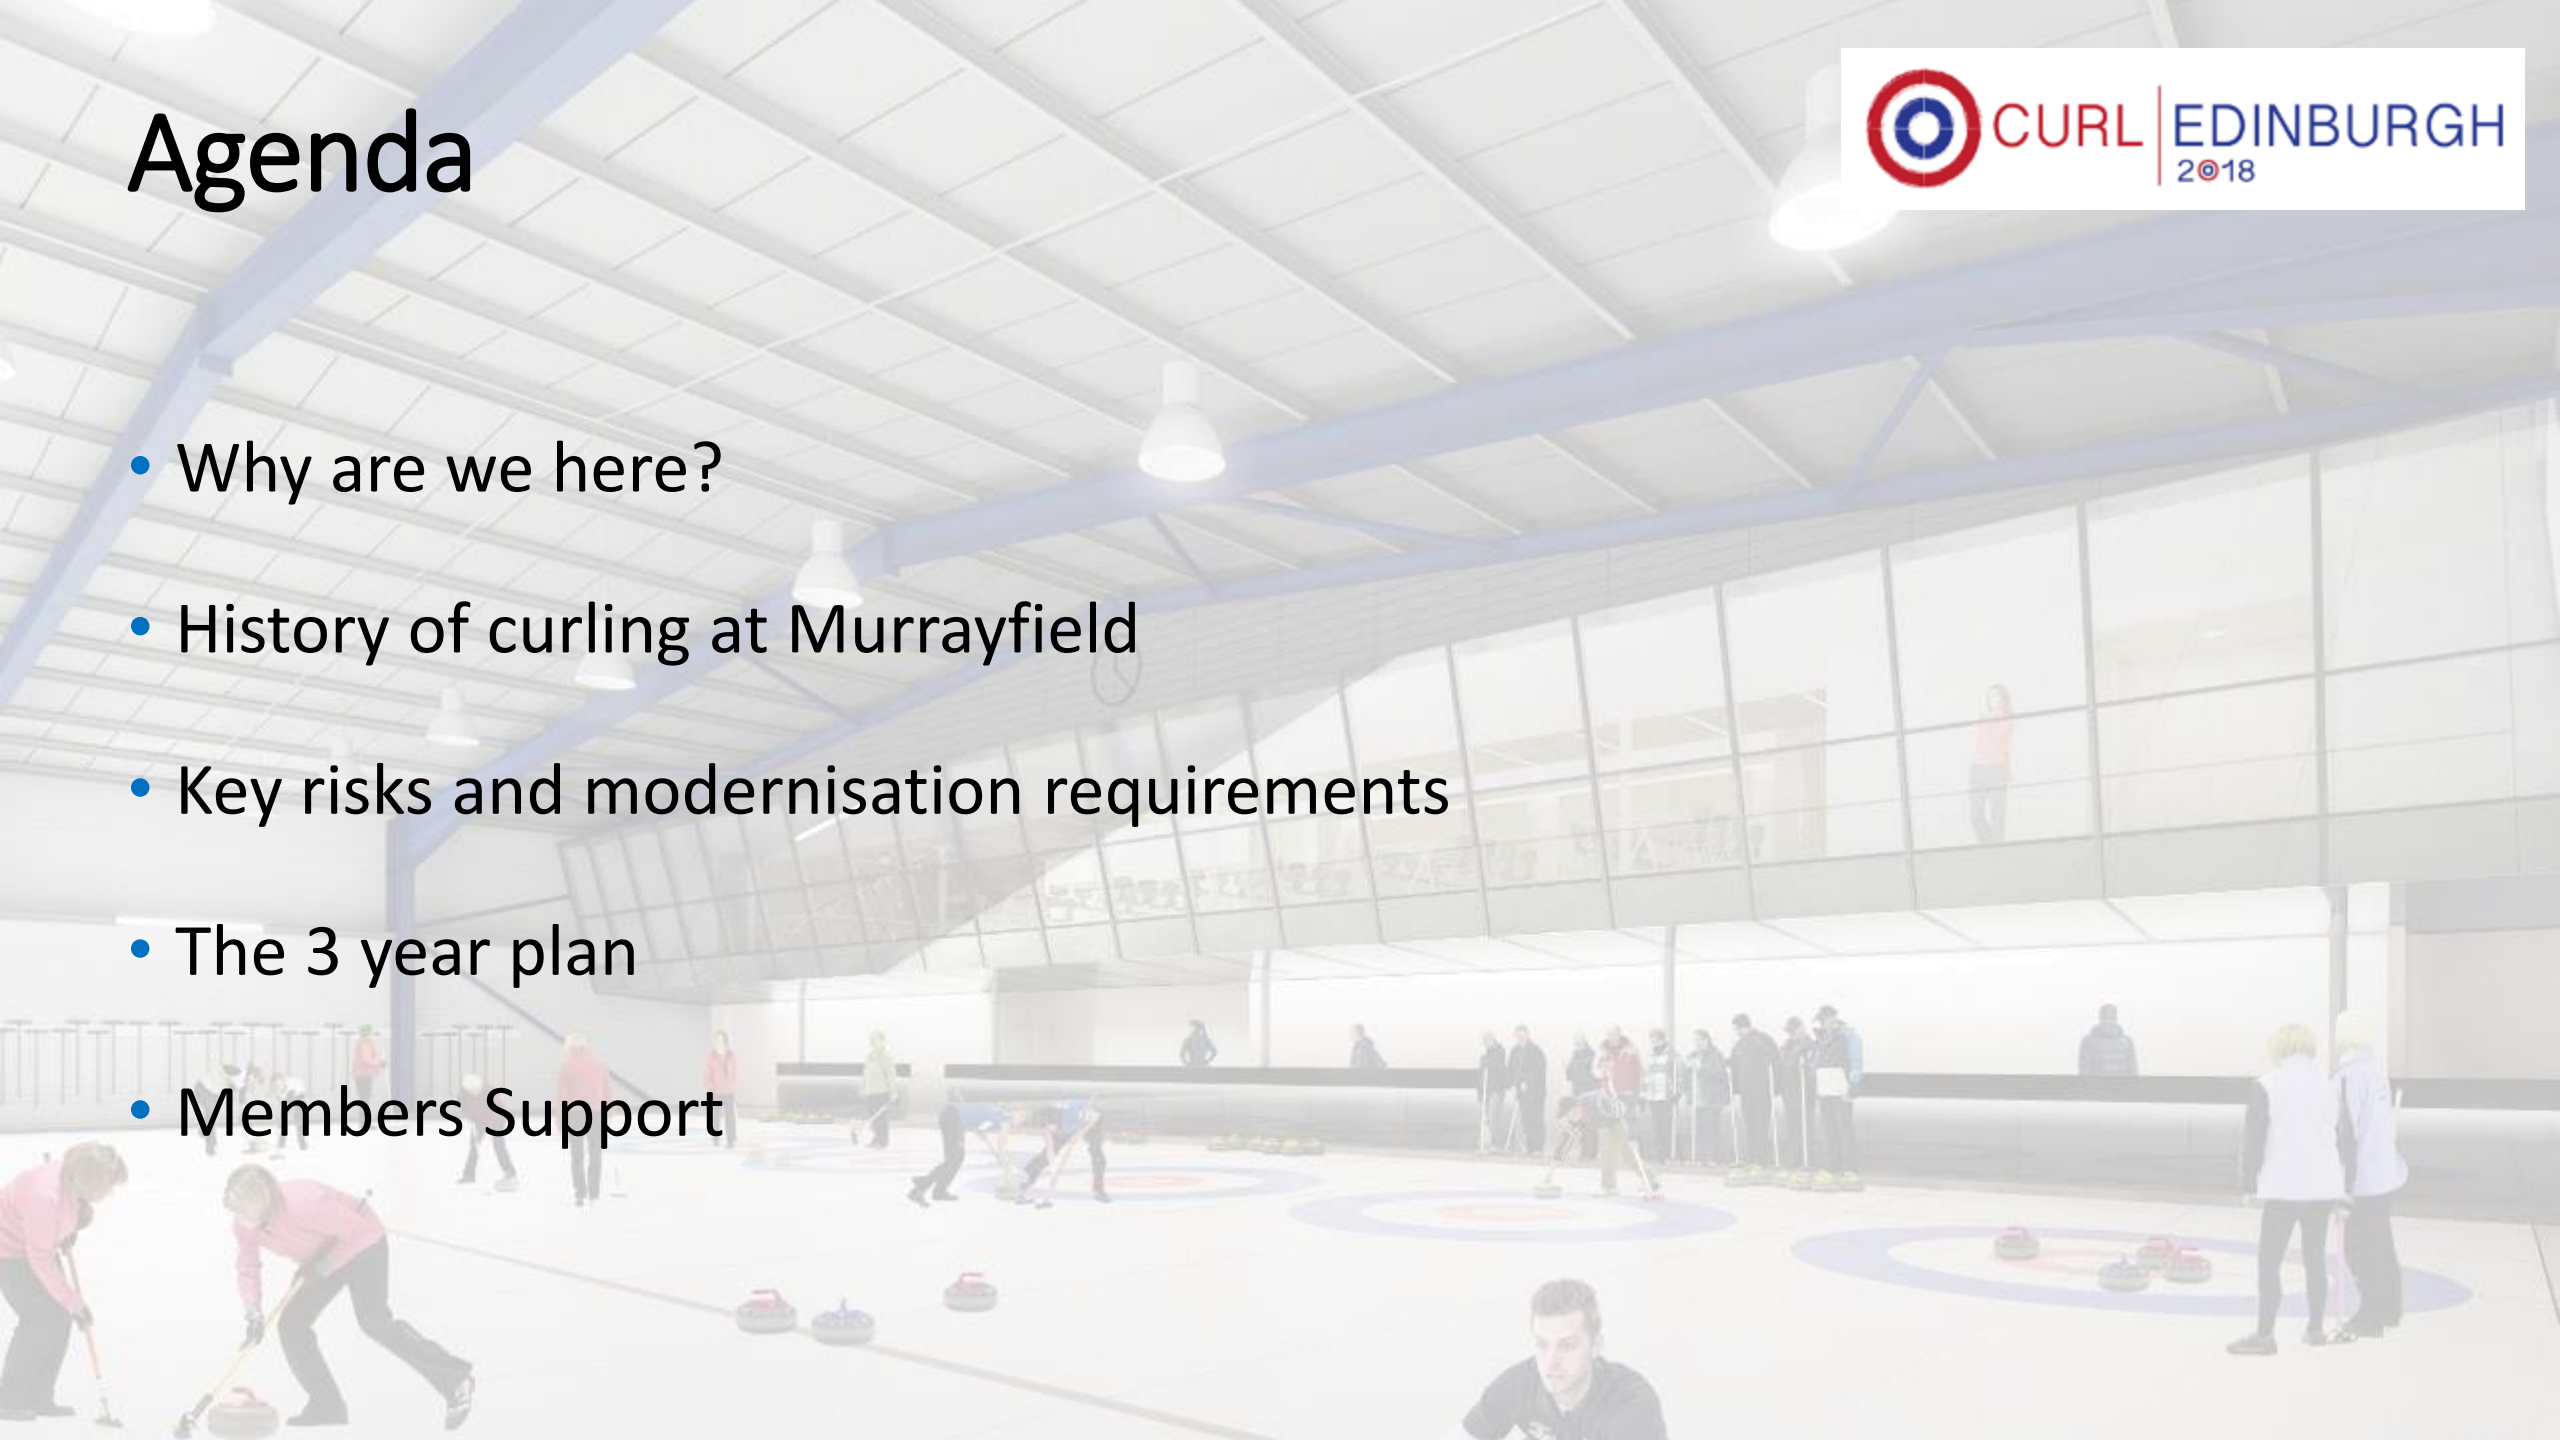 Agenda
CURL EDINBURGH
2018
• Why are we here?
• History of curling at Murrayfield
• Key risks and modernisation requirements
• The 3 year plan
• Members Support